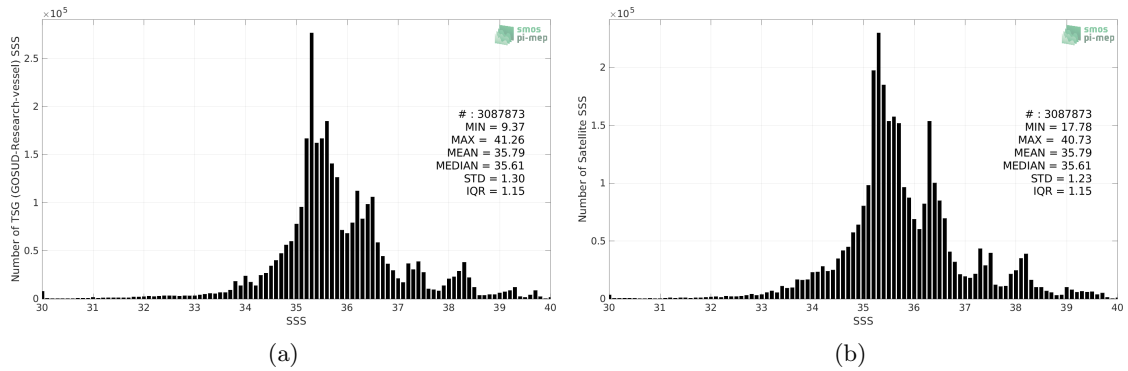 ×10⁵
smos
pi-mep
Number of TSG (GOSUD-Research-vessel) SSS
2.5
2
1.5
1
0.5
0
# : 3087873
MIN = 9.37
MAX = 41.26
MEAN = 35.79
MEDIAN = 35.61
STD = 1.30
IQR = 1.15
30 31 32 33 34 35 36 37 38 39 40
SSS
(a)
×10⁵
smos
pi-mep
Number of Satellite SSS
2
1.5
1
0.5
0
# : 3087873
MIN = 17.78
MAX = 40.73
MEAN = 35.79
MEDIAN = 35.61
STD = 1.23
IQR = 1.15
30 31 32 33 34 35 36 37 38 39 40
SSS
(b)